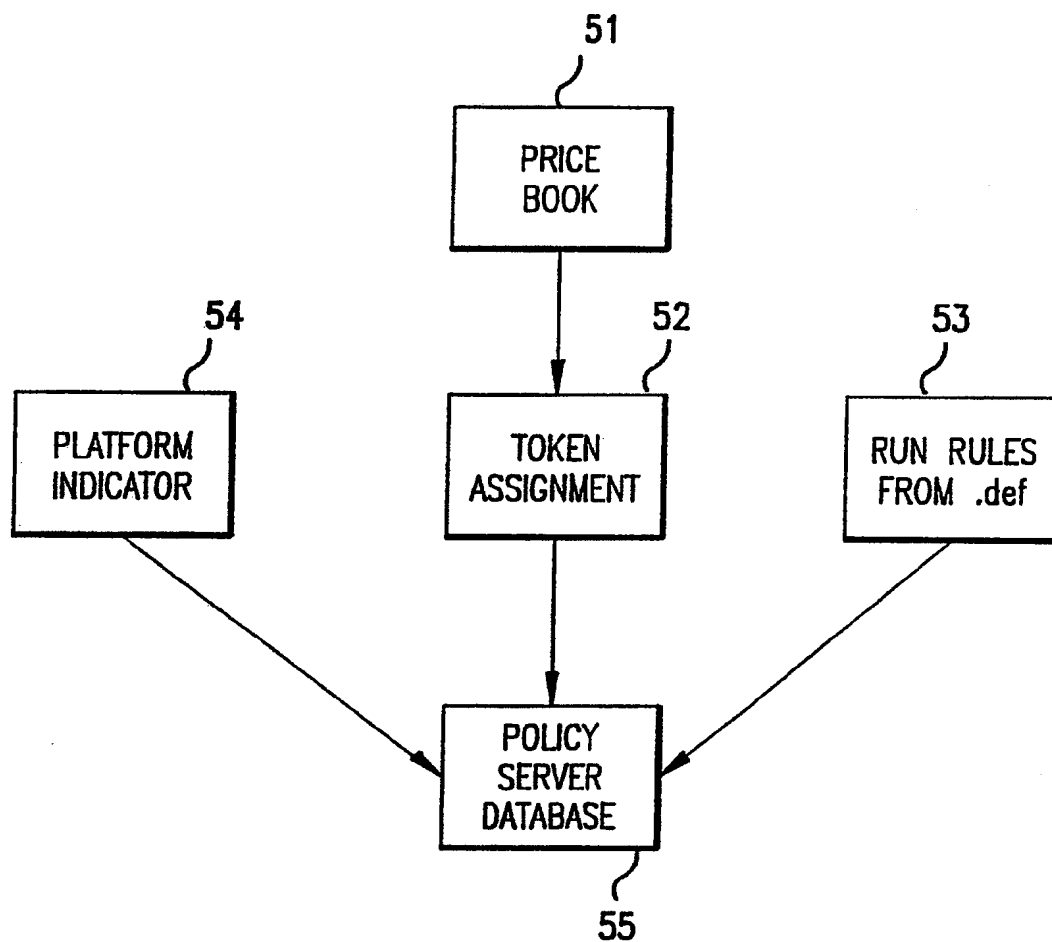 51
PRICE
BOOK
54
52
53
PLATFORM
INDICATOR
TOKEN
ASSIGNMENT
RUN RULES
FROM .def
POLICY
SERVER
DATABASE
55